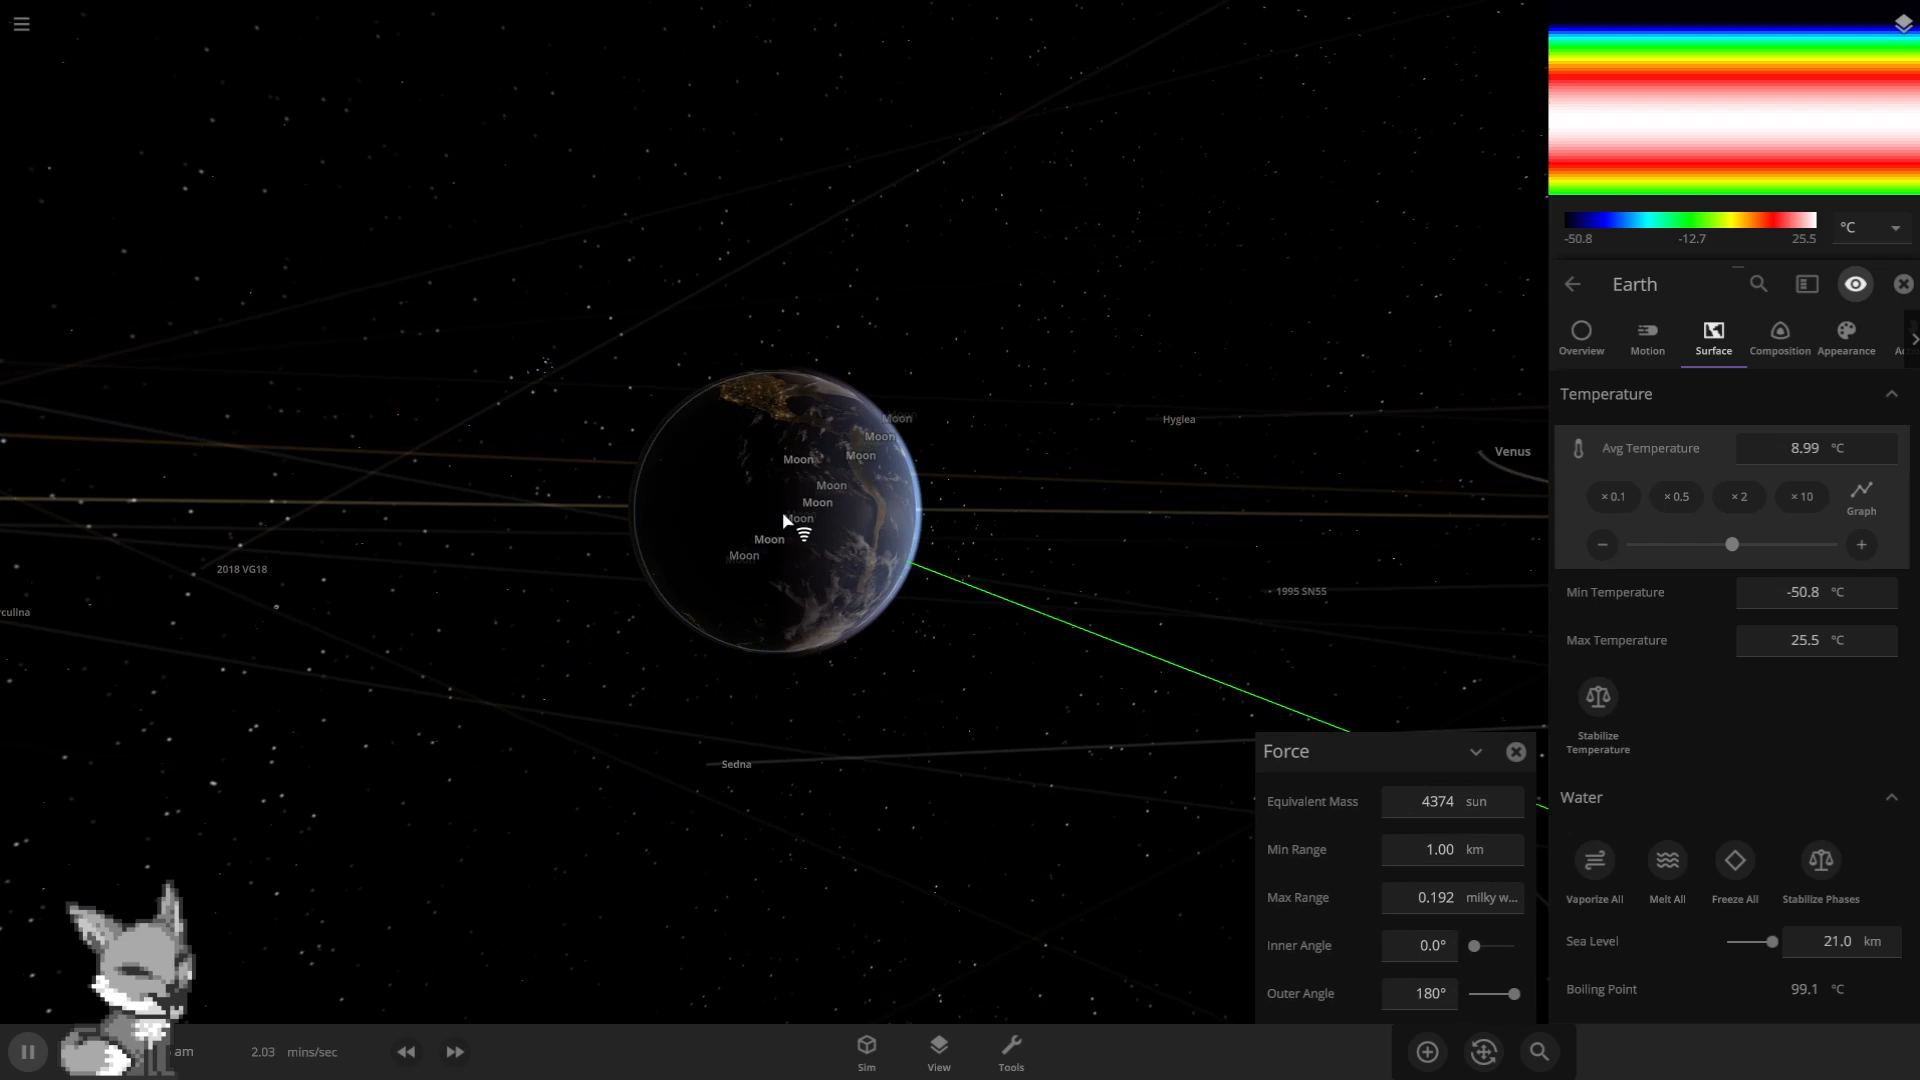 -50.8
-12.7
25.5
°C
Earth
Overview
Motion
Surface
Composition
Appearance
Temperature
Avg Temperature
8.99 °C
× 0.1
× 0.5
× 2
× 10
Graph
Min Temperature
-50.8 °C
Max Temperature
25.5 °C
Stabilize
Temperature
Water
Vaporize All
Melt All
Freeze All
Stabilize Phases
Sea Level
21.0 km
Boiling Point
99.1 °C
Hyglea
Venus
Moon
Moon
Moon
Moon
Moon
Moon
Moon
Moon
Moon
2018 VG18
rculina
1995 SN55
Sedna
Force
Equivalent Mass
4374 sun
Min Range
1.00 km
Max Range
0.192 milky w...
Inner Angle
0.0°
Outer Angle
180°
am
2.03 mins/sec
Sim
View
Tools